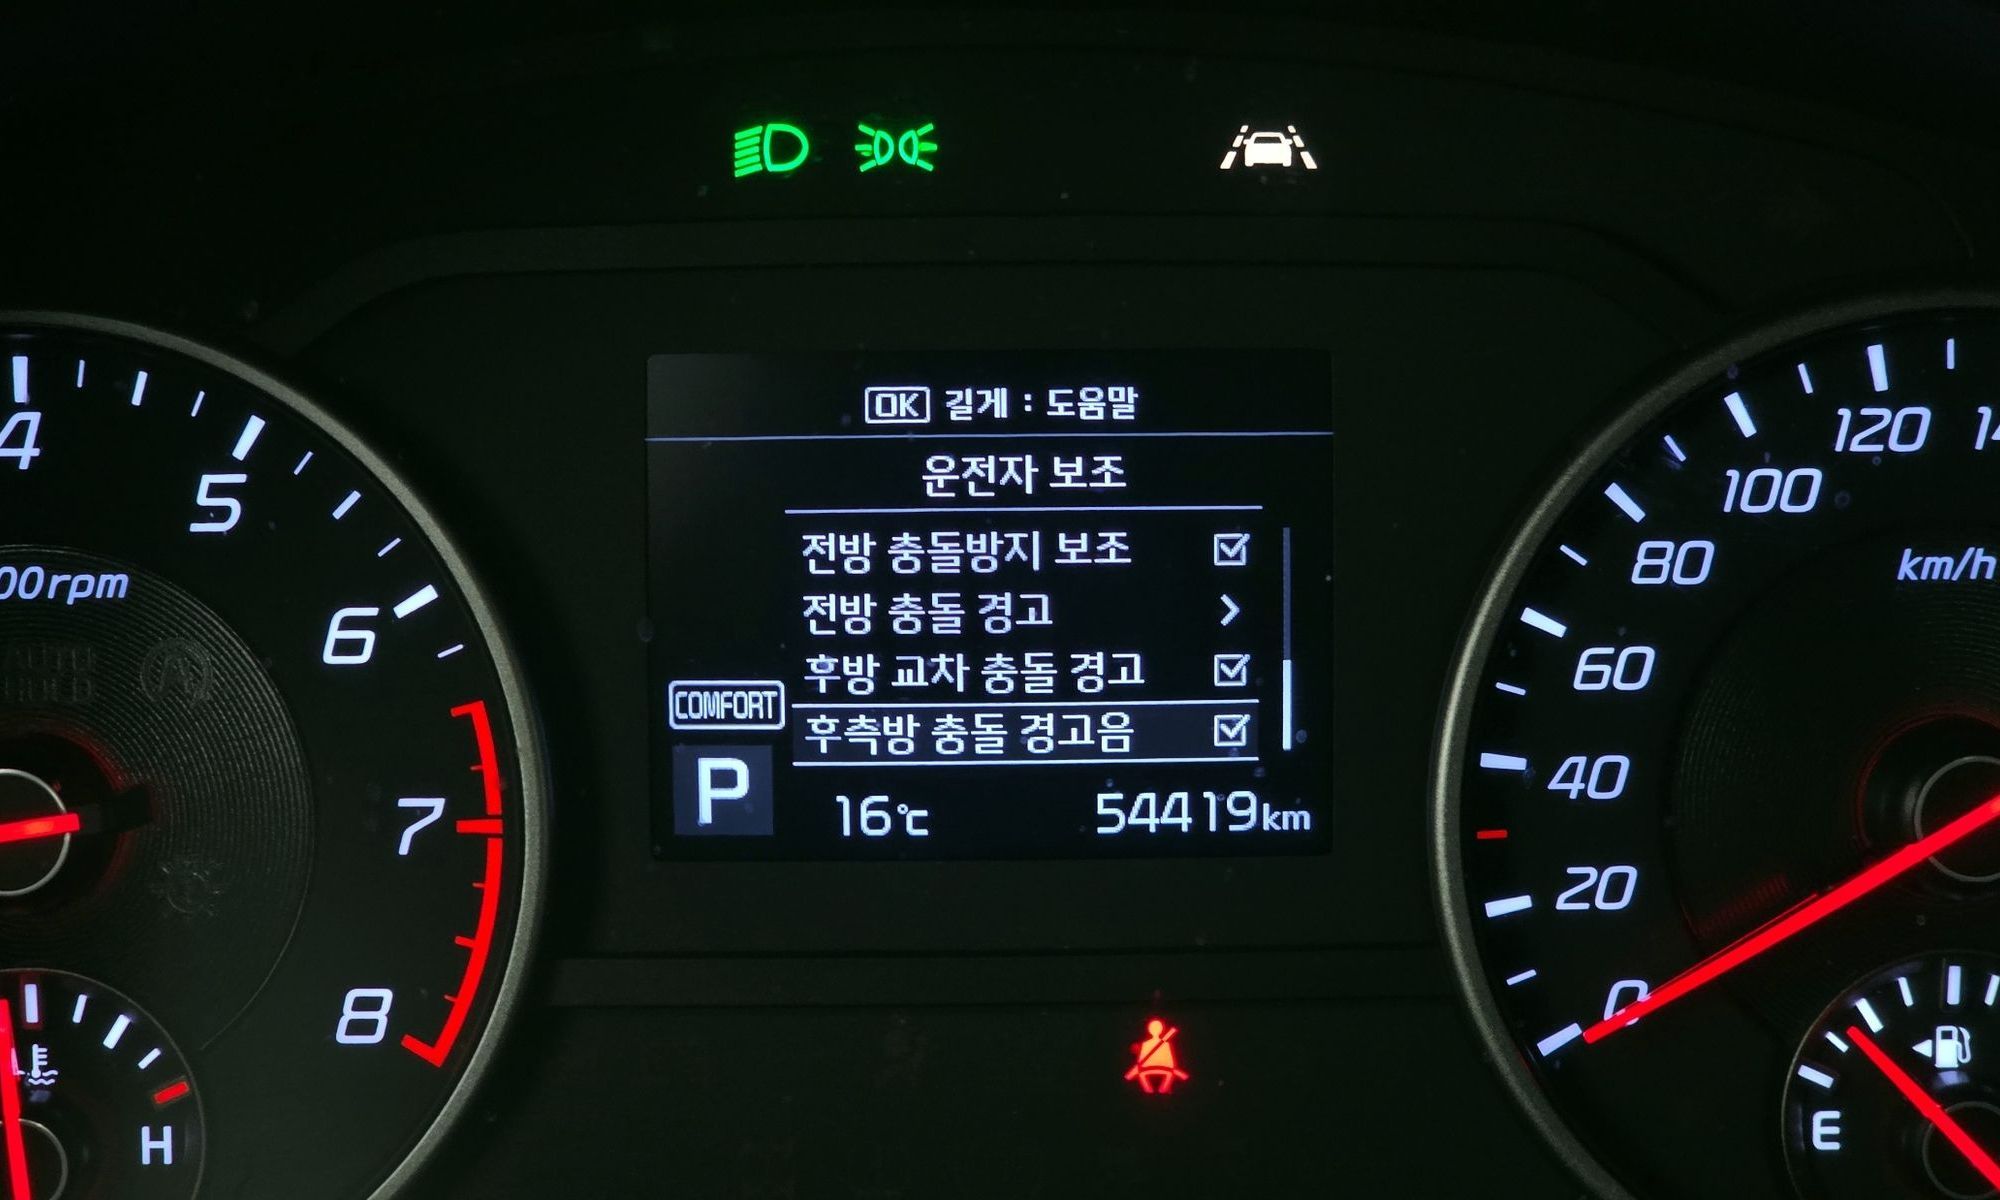 OK 길게 : 도움말
운전자 보조
전방 충돌방지 보조
전방 충돌 경고
후방 교차 충돌 경고
후측방 충돌 경고음
COMFORT
P
16℃
54419km
4
5
6
7
8
00rpm
AUTO
HOLD
H
0
20
40
60
80
100
120
km/h
E